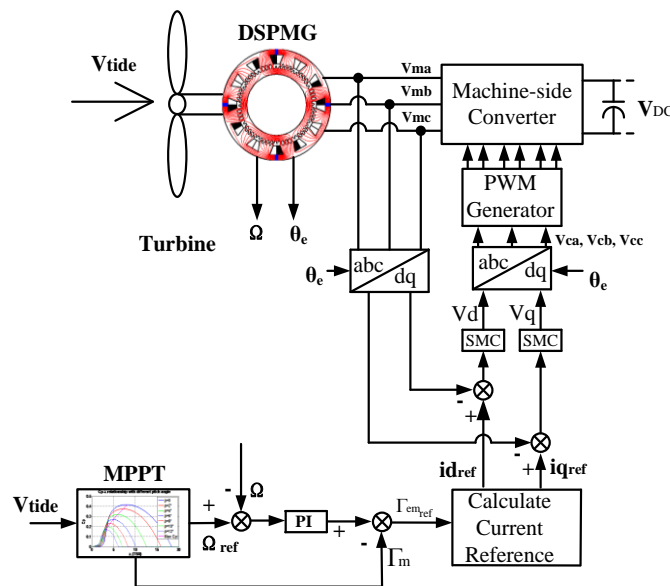 DSPMG
Vtide
Vma
Vmb
Vmc
Machine-side
Converter
VDC
PWM
Generator
Turbine
Ω
θe
Vca, Vcb, Vcc
θe
abc
dq
abc
dq
θe
Vd
Vq
SMC
SMC
-
+
-
+
idref
iqref
MPPT
Vtide
-
Ω
+
Ω ref
PI
+
-
Γm
Γemref
Calculate
Current
Reference